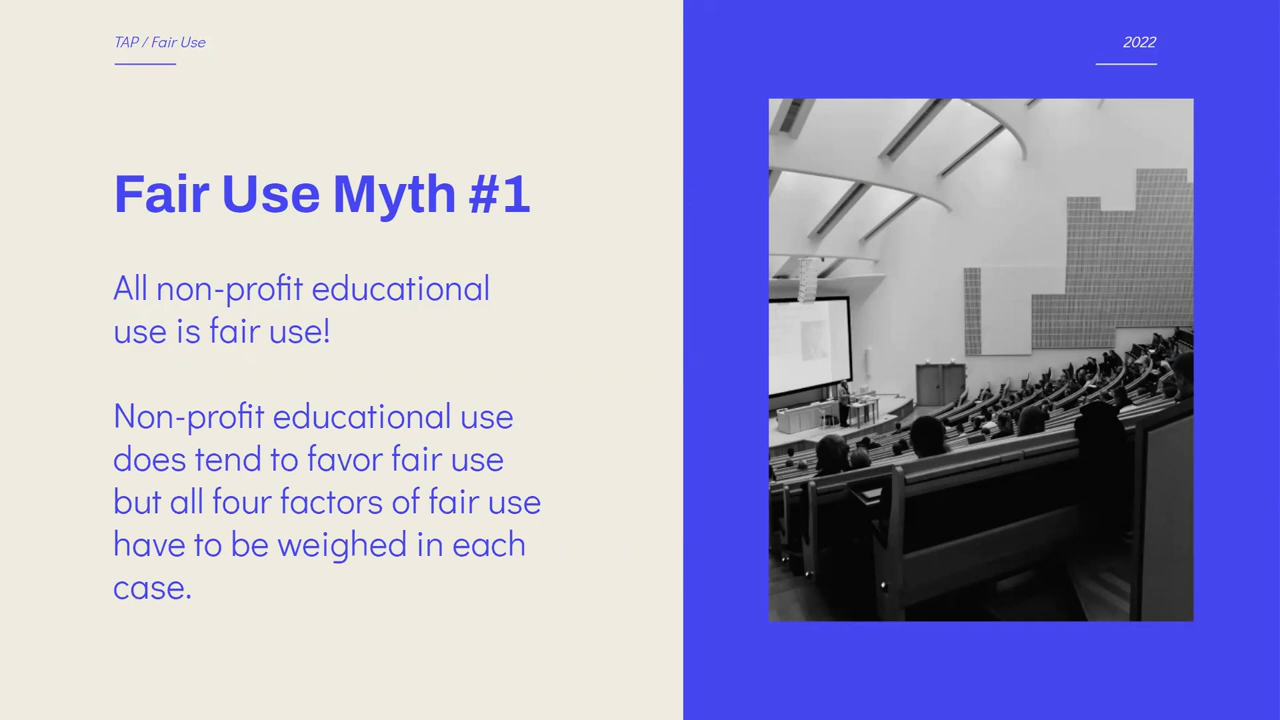 TAP / Fair Use
2022
Fair Use Myth #1
All non-profit educational
use is fair use!
Non-profit educational use
does tend to favor fair use
but all four factors of fair use
have to be weighed in each
case.